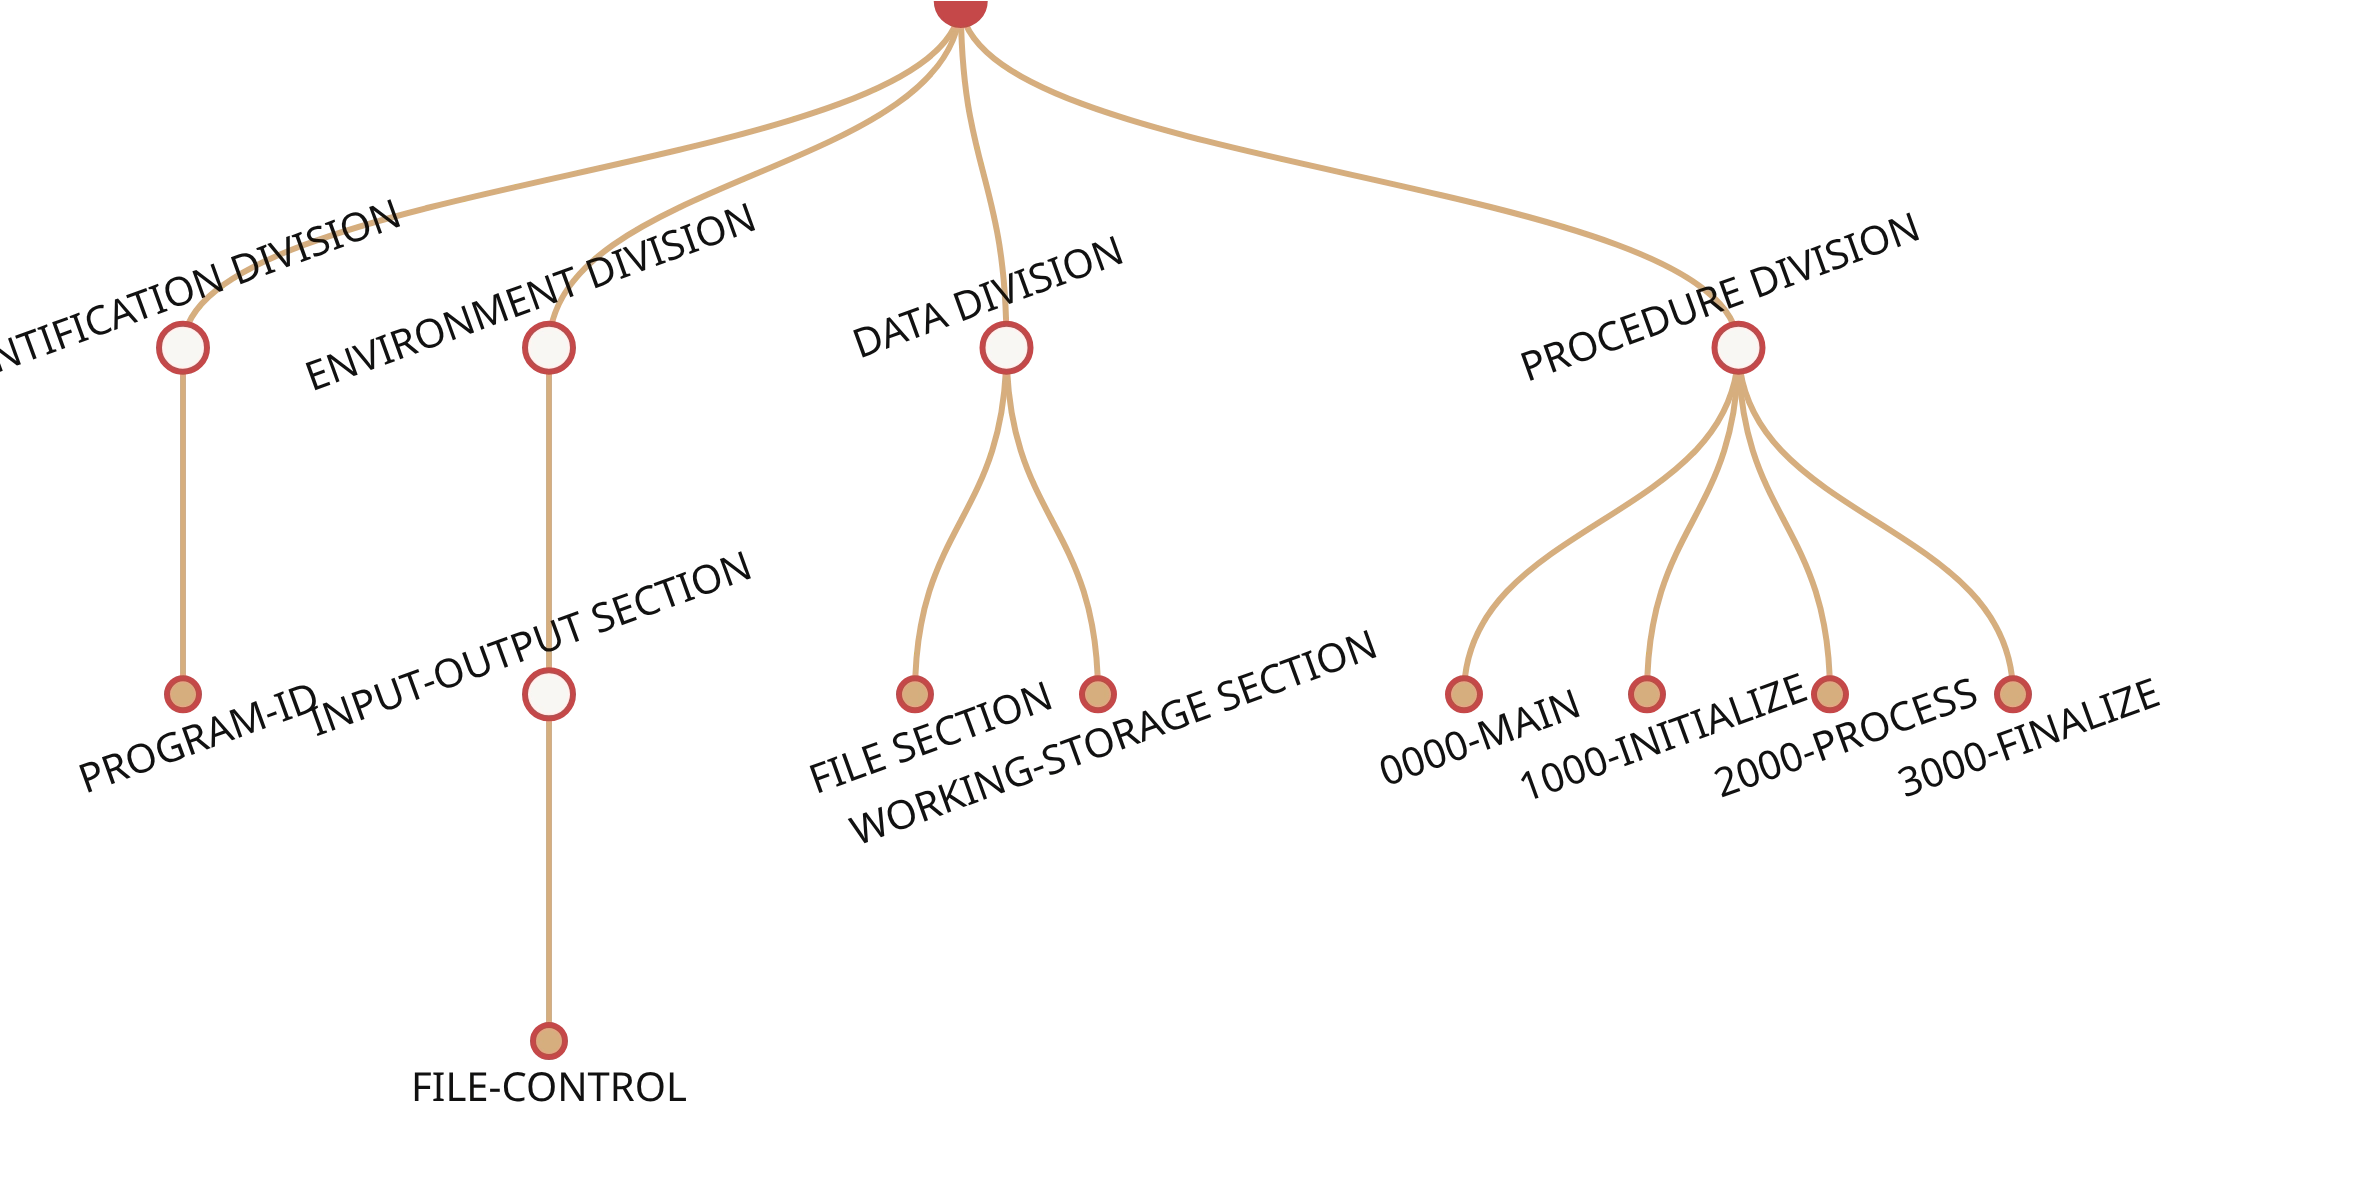 NTIFICATION DIVISION
ENVIRONMENT DIVISION
DATA DIVISION
PROCEDURE DIVISION
PROGRAM-ID
INPUT-OUTPUT SECTION
FILE SECTION
WORKING-STORAGE SECTION
0000-MAIN
1000-INITIALIZE
2000-PROCESS
3000-FINALIZE
FILE-CONTROL